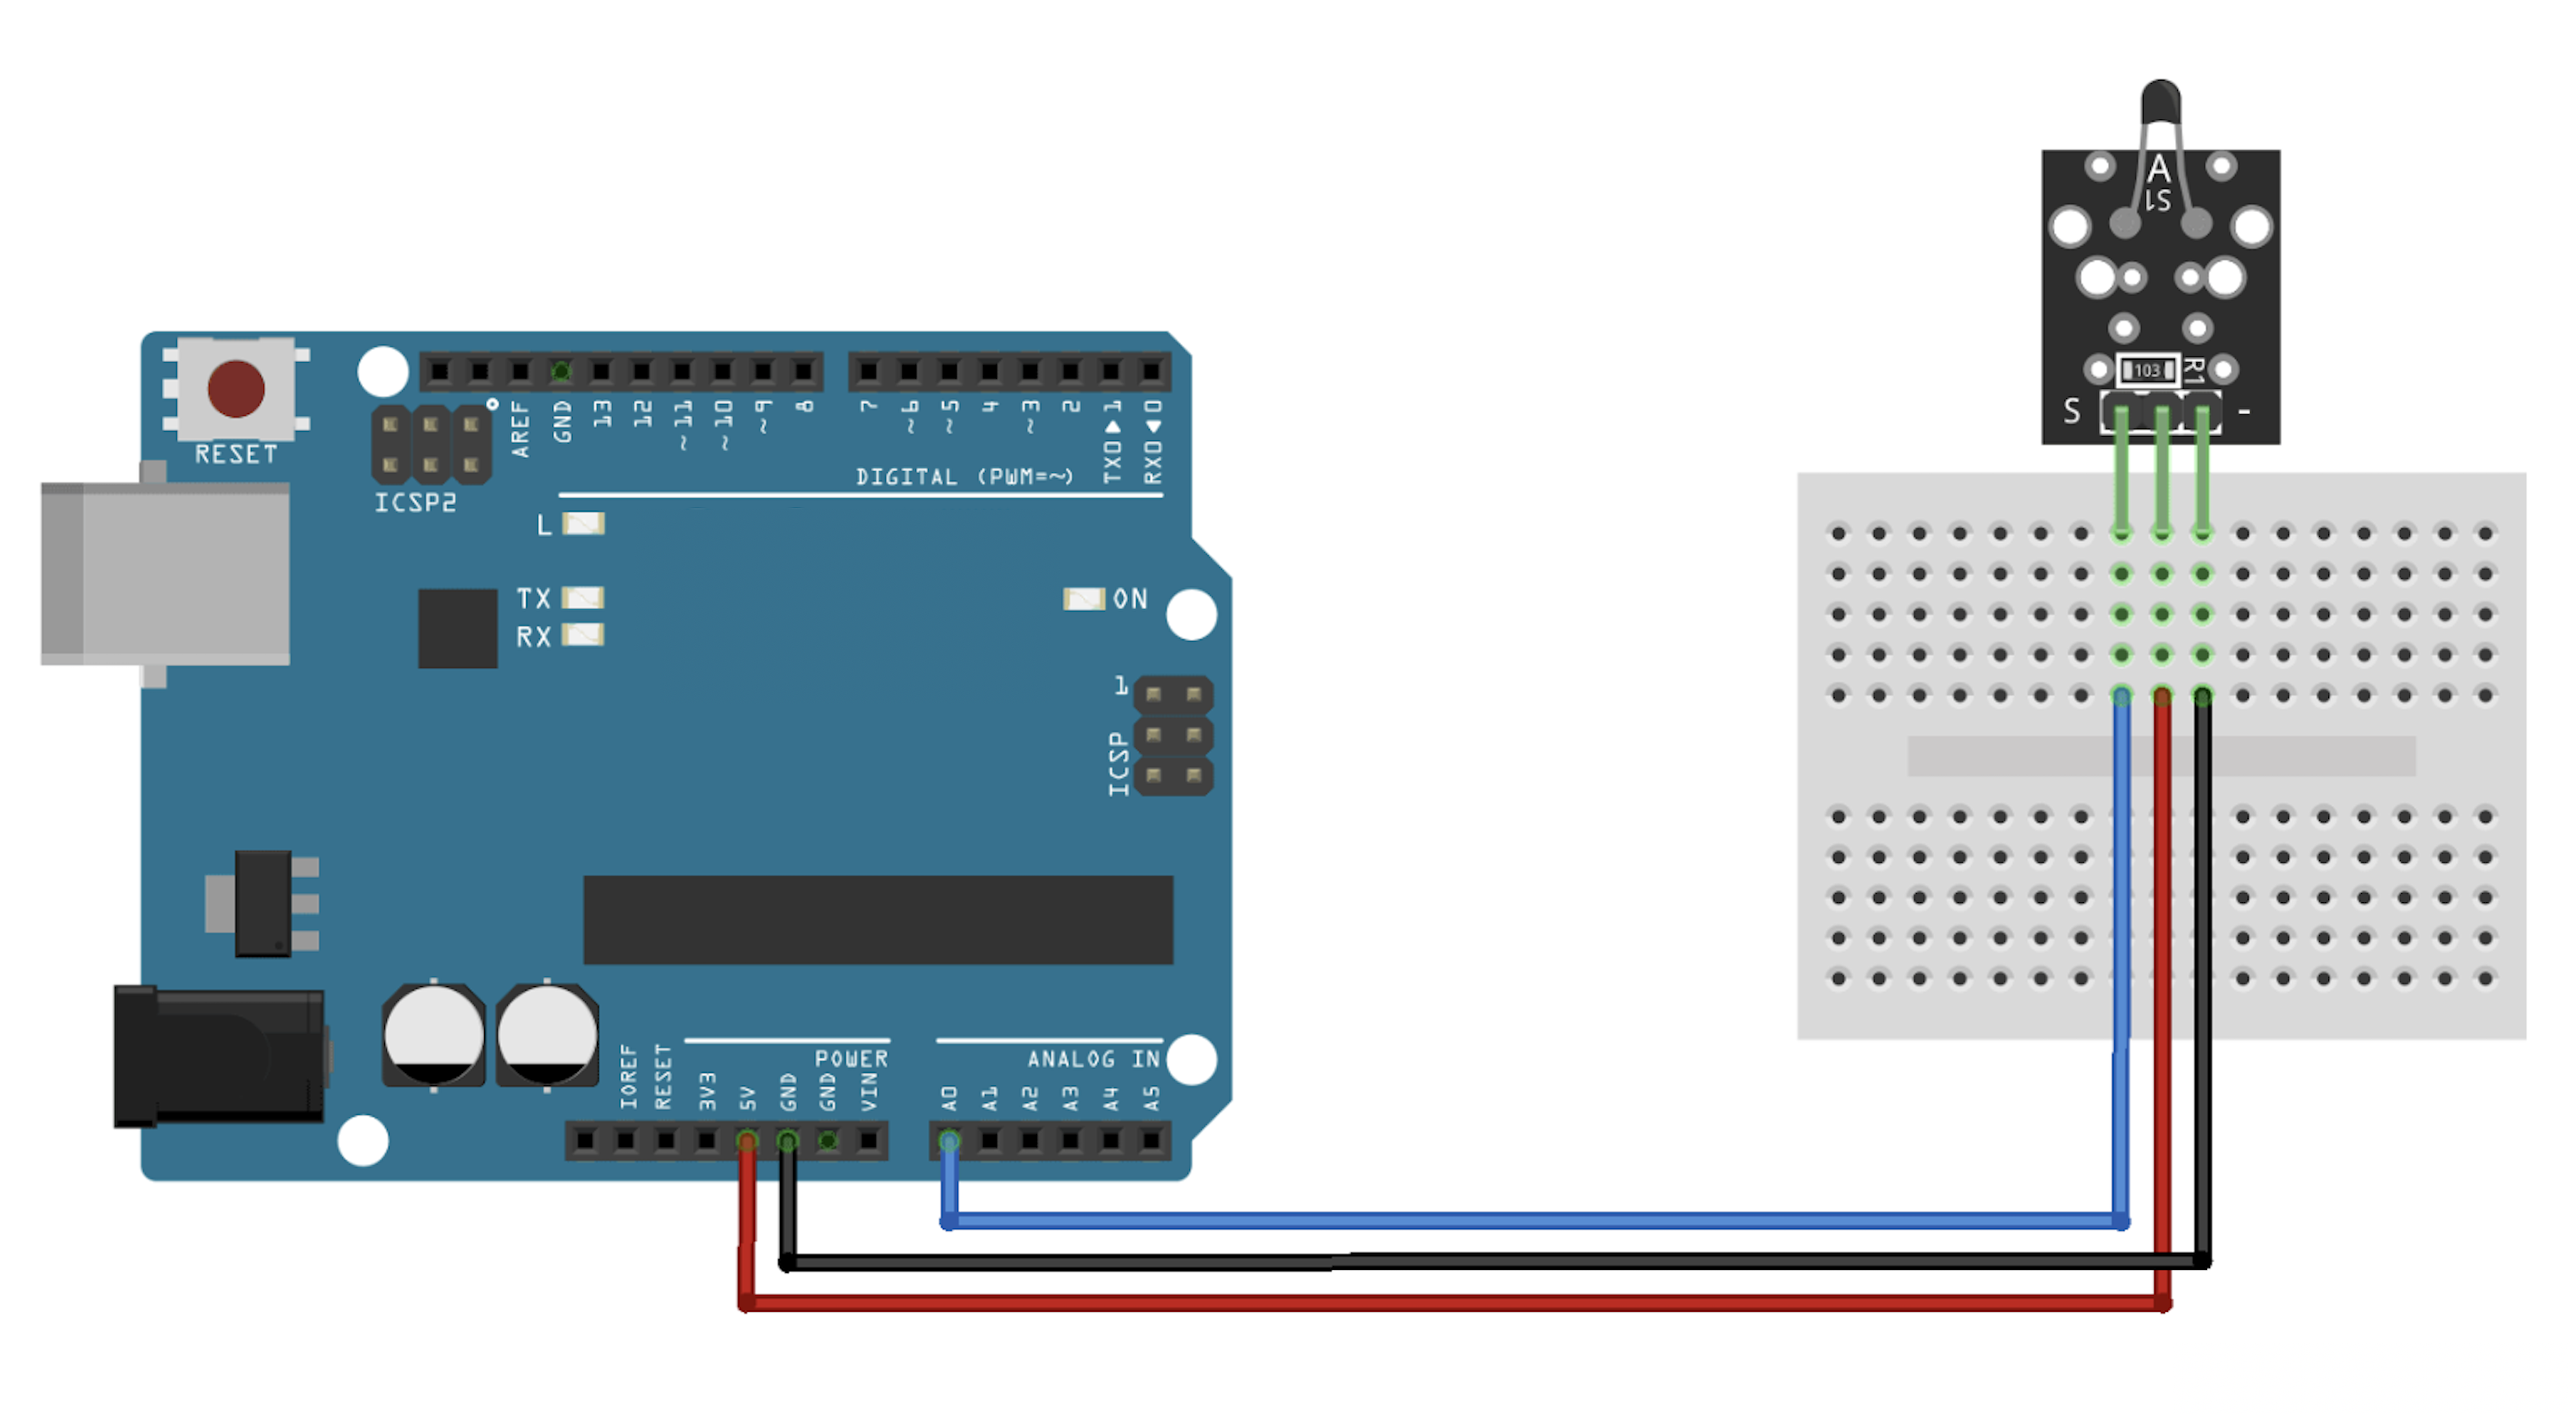 RESET
ICSP2
AREF
GND
13
12
~11
~10
~9
8
7
~6
~5
4
~3
2
TX0▶1
RX0◀0
DIGITAL (PWM=~)
L
TX
RX
ON
1
ICSP
POWER
ANALOG IN
IOREF
RESET
3V3
5V
GND
GND
VIN
A0
A1
A2
A3
A4
A5
A
S1
103
R1
S
-